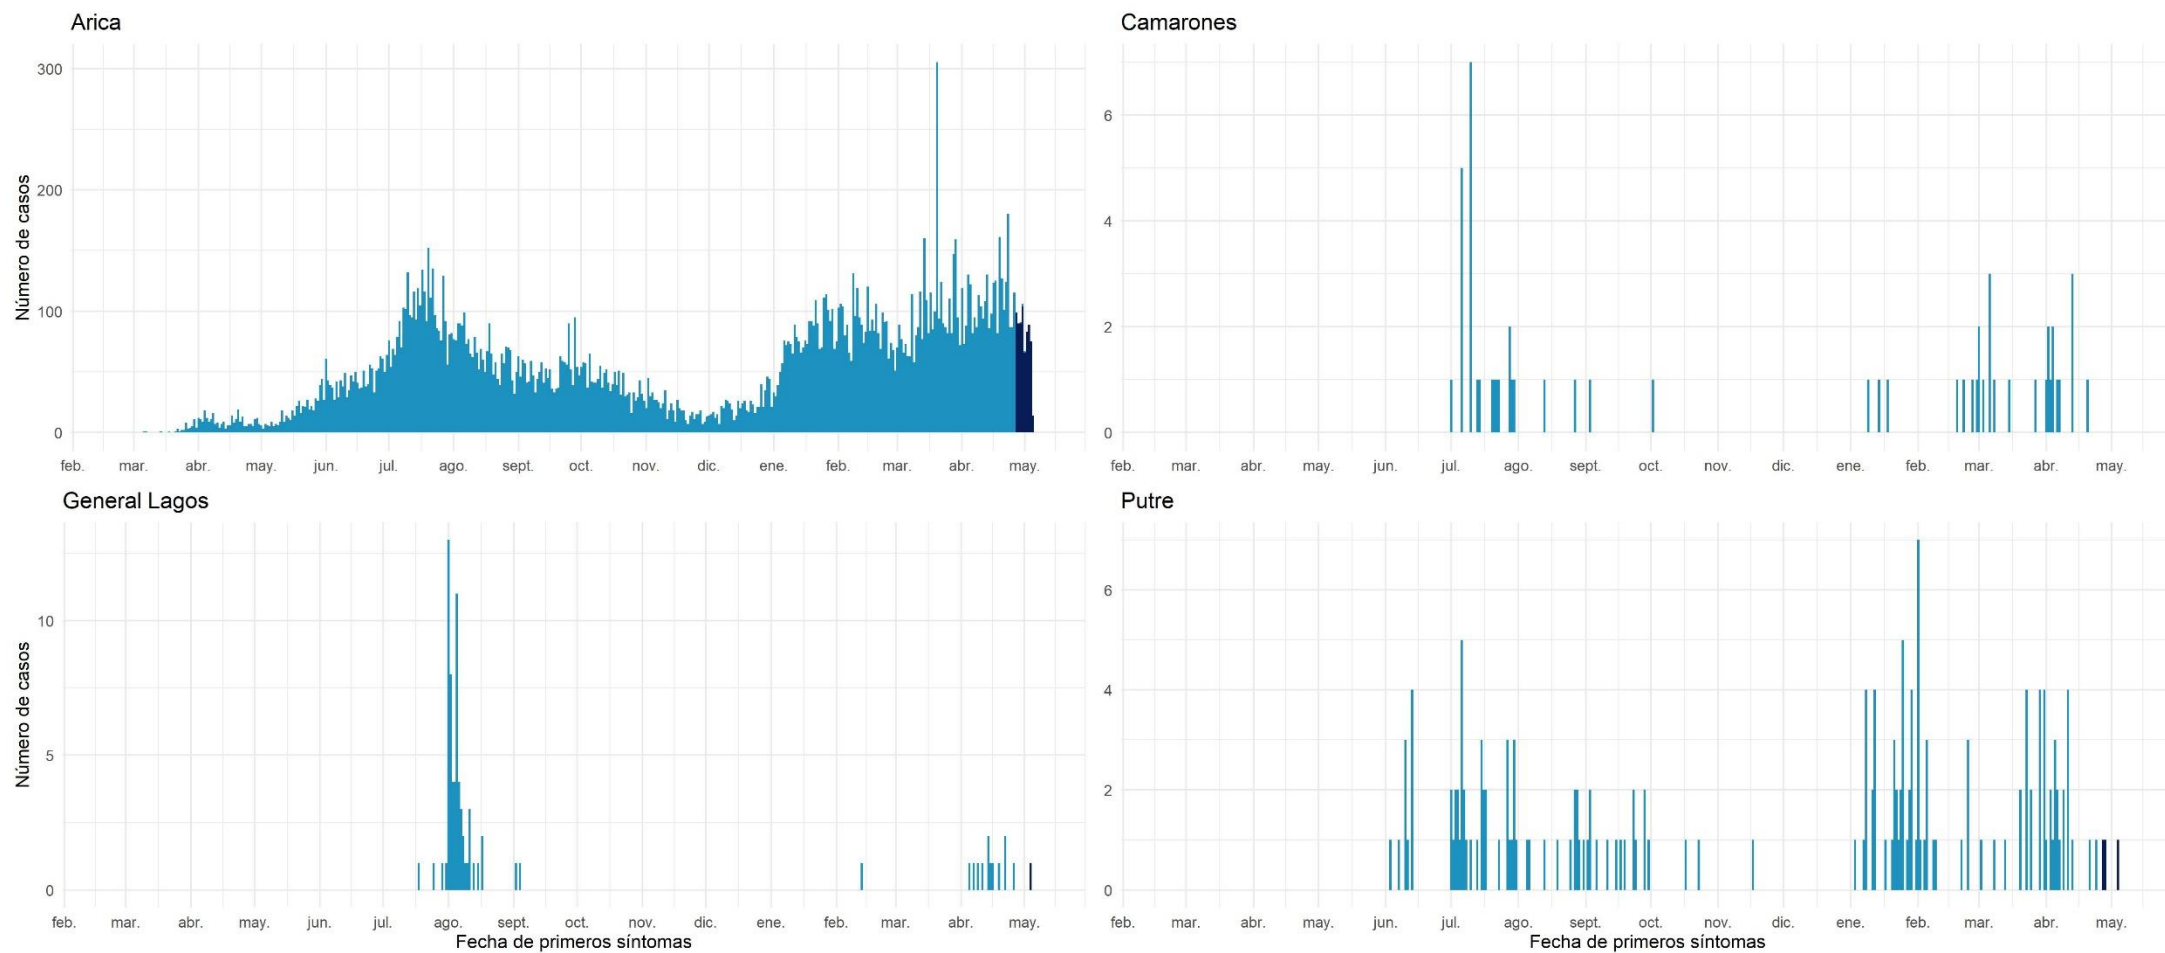 Arica
Número de casos
300
200
100
0
feb. mar. abr. may. jun. jul. ago. sept. oct. nov. dic. ene. feb. mar. abr. may.
Camarones
6
4
2
0
feb. mar. abr. may. jun. jul. ago. sept. oct. nov. dic. ene. feb. mar. abr. may.
General Lagos
Número de casos
10
5
0
feb. mar. abr. may. jun. jul. ago. sept. oct. nov. dic. ene. feb. mar. abr. may.
Fecha de primeros síntomas
Putre
6
4
2
0
feb. mar. abr. may. jun. jul. ago. sept. oct. nov. dic. ene. feb. mar. abr. may.
Fecha de primeros síntomas